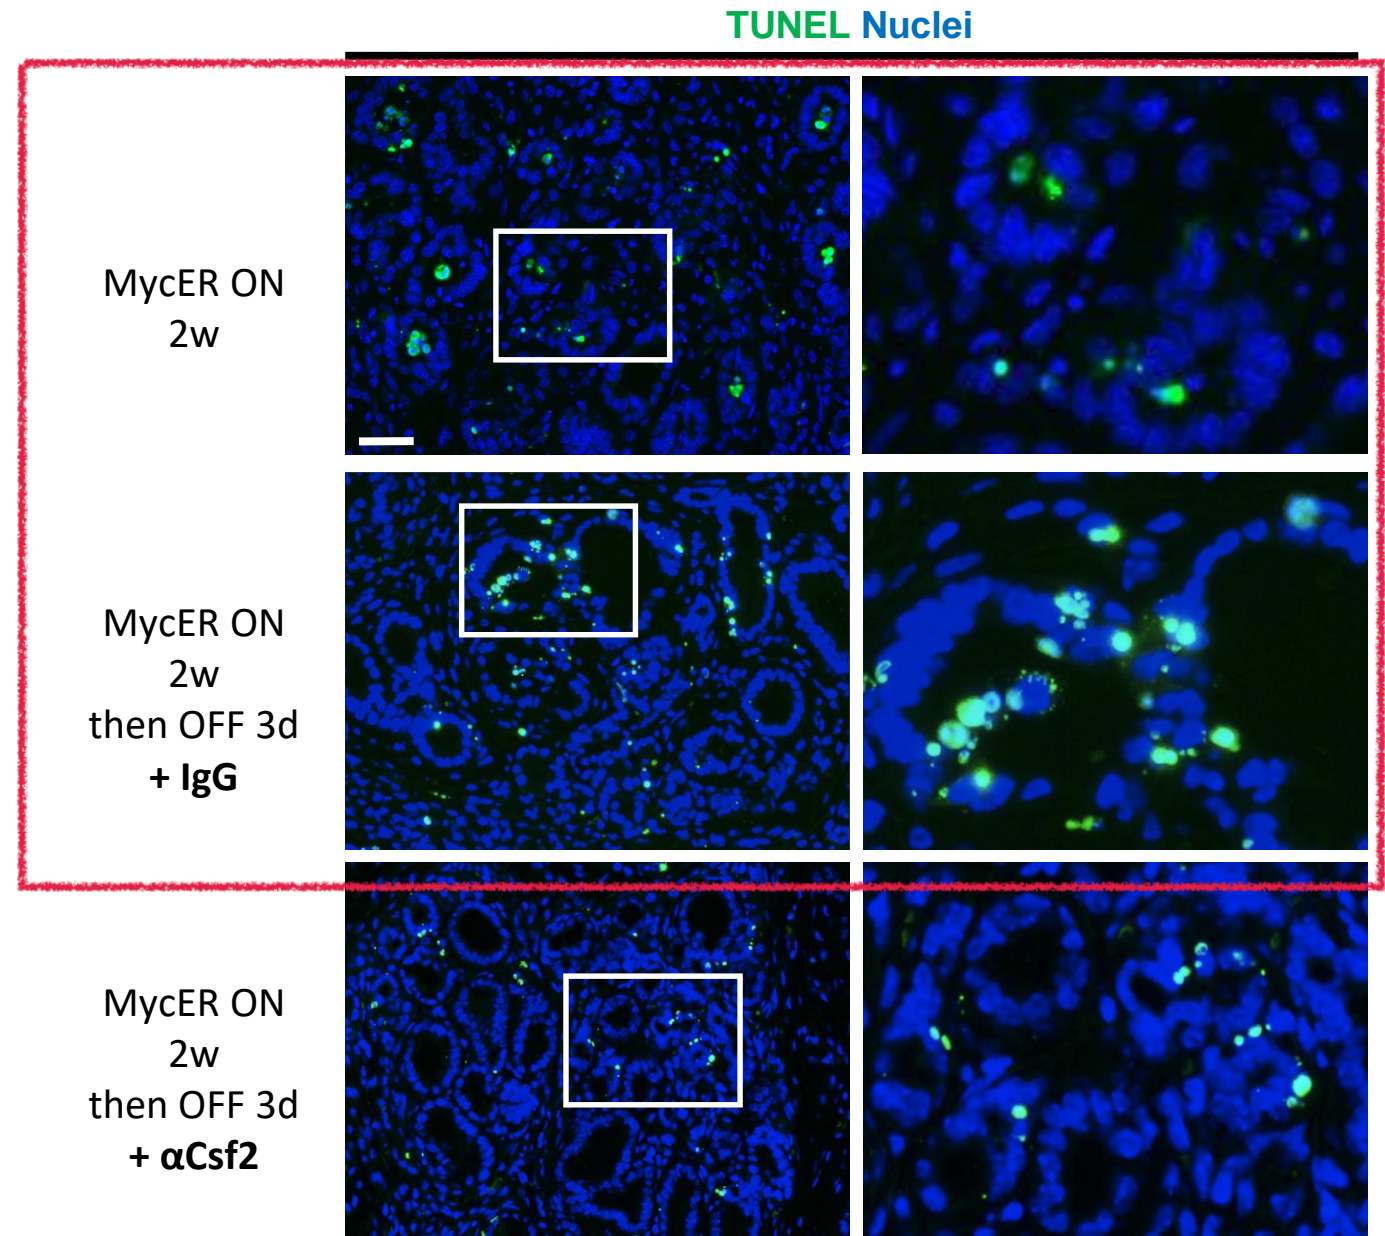 TUNEL Nuclei
MycER ON
2w
MycER ON
2w
then OFF 3d
+ IgG
MycER ON
2w
then OFF 3d
+ αCsf2